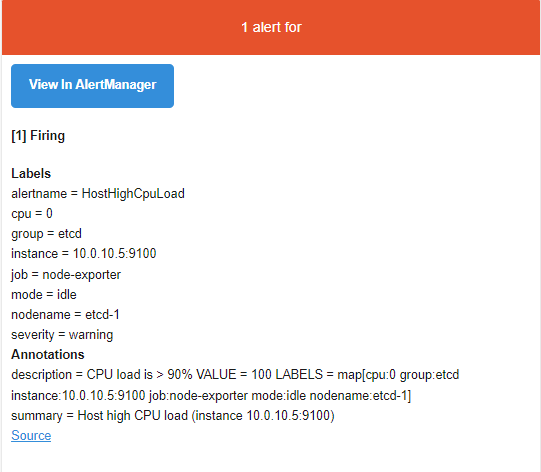 1 alert for
View In AlertManager
[1] Firing
Labels
alertname = HostHighCpuLoad
cpu = 0
group = etcd
instance = 10.0.10.5:9100
job = node-exporter
mode = idle
nodename = etcd-1
severity = warning
Annotations
description = CPU load is > 90% VALUE = 100 LABELS = map[cpu:0 group:etcd
instance:10.0.10.5:9100 job:node-exporter mode:idle nodename:etcd-1]
summary = Host high CPU load (instance 10.0.10.5:9100)
Source